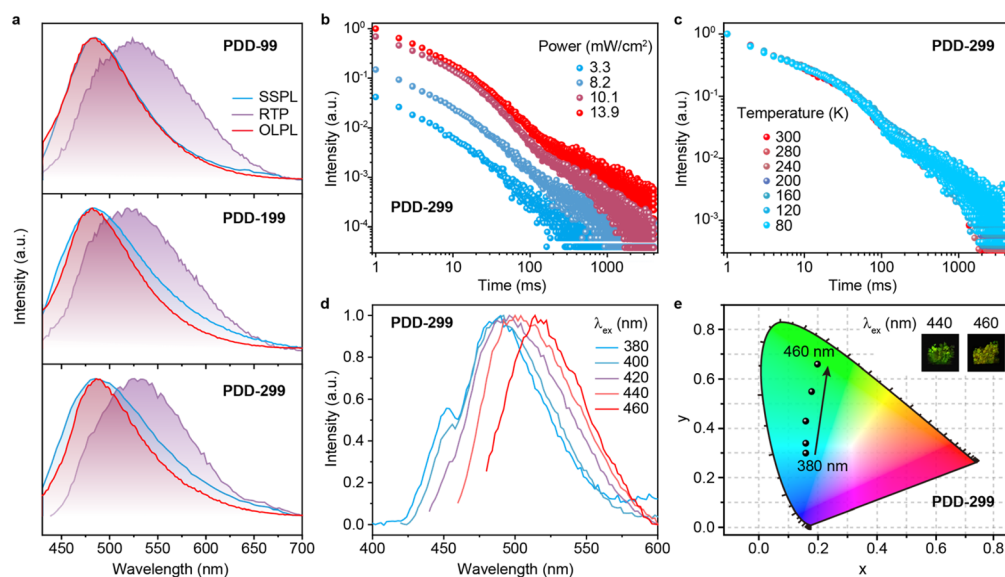 a
PDD-99
SSPL
RTP
OLPL
PDD-199
PDD-299
Intensity (a.u.)
450 500 550 600 650 700
Wavelength (nm)
b
Power (mW/cm²)
3.3
8.2
10.1
13.9
PDD-299
Intensity (a.u.)
10⁰
10⁻¹
10⁻²
10⁻³
10⁻⁴
1 10 100 1000
Time (ms)
c
PDD-299
Temperature (K)
300
280
240
200
160
120
80
Intensity (a.u.)
10⁰
10⁻¹
10⁻²
10⁻³
1 10 100 1000
Time (ms)
d
PDD-299
λex (nm)
380
400
420
440
460
Intensity (a.u.)
1.0
0.8
0.6
0.4
0.2
0.0
400 450 500 550 600
Wavelength (nm)
e
λex (nm) 440 460
460 nm
380 nm
PDD-299
y
0.8
0.6
0.4
0.2
0.0
0.0 0.2 0.4 0.6 0.8
x